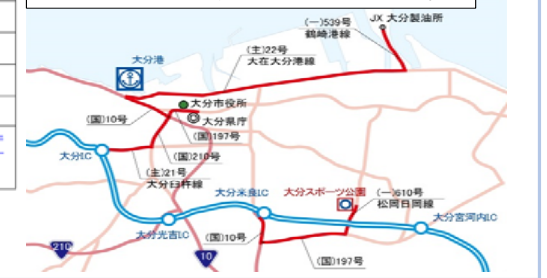 (一)539号
鶴崎港線
JX 大分製油所
(主)22号
大在大分港線
大分港
大分市役所
(国)10号
大分県庁
(国)197号
(国)210号
大分I.C
(主)21号
大分臼杵線
大分米良I.C
大分スポーツ公園
(一)610号
松岡日岡線
大分宮河内I.C
大分光吉I.C
(国)10号
(国)197号
210
10